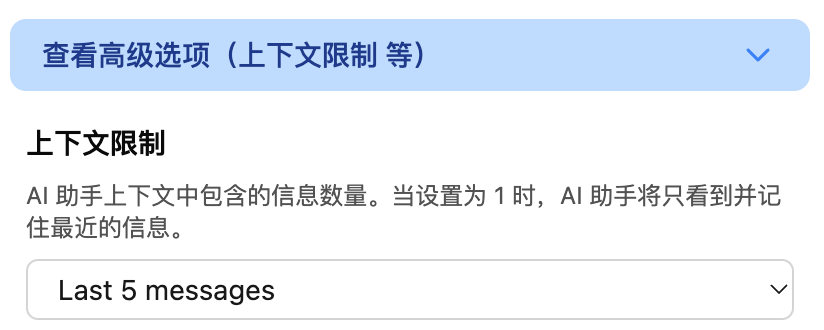 查看高级选项（上下文限制 等）
上下文限制
AI 助手上下文中包含的信息数量。当设置为 1 时，AI 助手将只看到并记
住最近的信息。
Last 5 messages